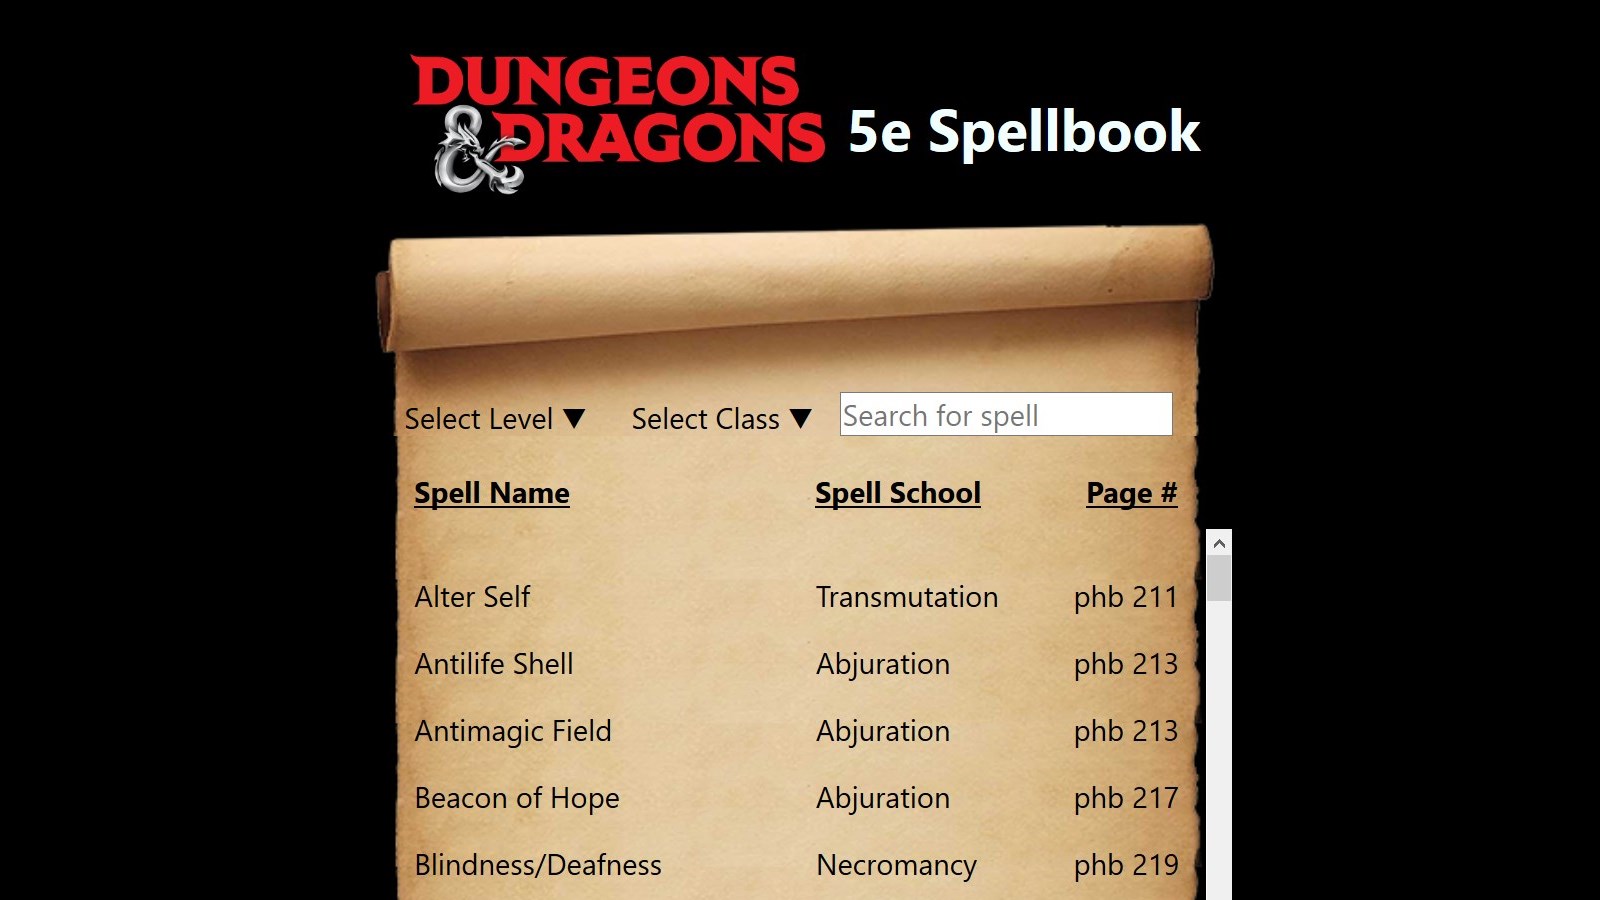 DUNGEONS
& DRAGONS 5e Spellbook
Select Level ▼ Select Class ▼ Search for spell
Spell Name Spell School Page #
Alter Self Transmutation phb 211
Antilife Shell Abjuration phb 213
Antimagic Field Abjuration phb 213
Beacon of Hope Abjuration phb 217
Blindness/Deafness Necromancy phb 219